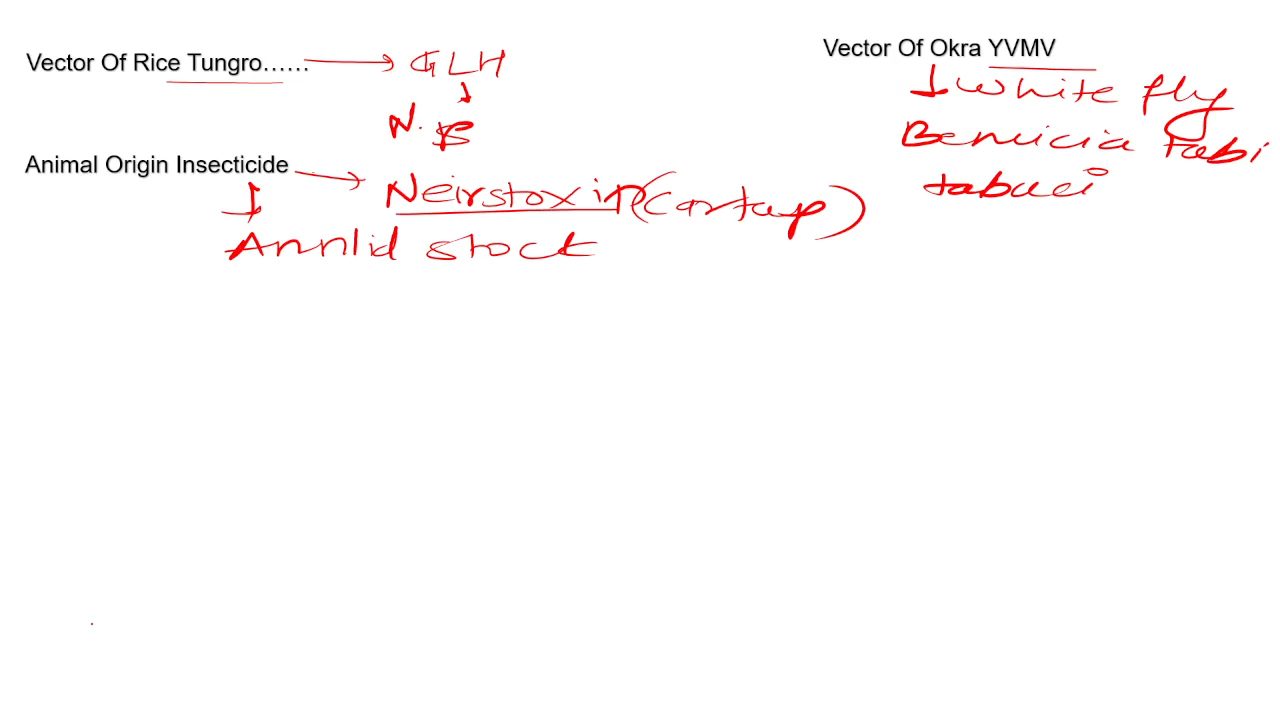 Vector Of Rice Tungro…… → GLH
N.
Animal Origin Insecticide → Neirstoxin (Cartap)
Annlid stock
Vector Of Okra YVMV
white fly
Bemicia tabi
tabaci